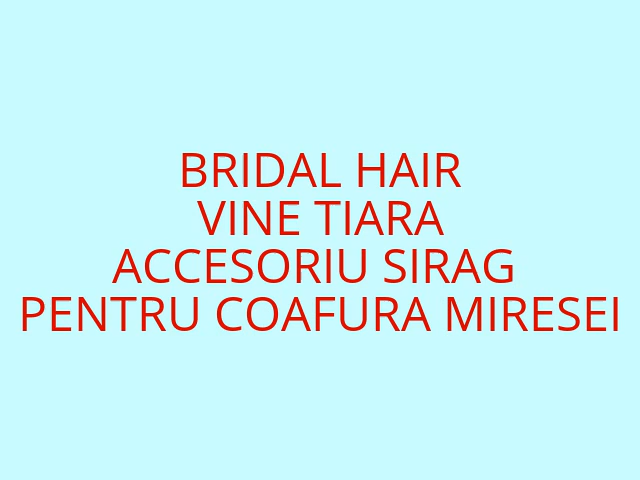 BRIDAL HAIR
VINE TIARA
ACCESORIU SIRAG
PENTRU COAFURA MIRESEI